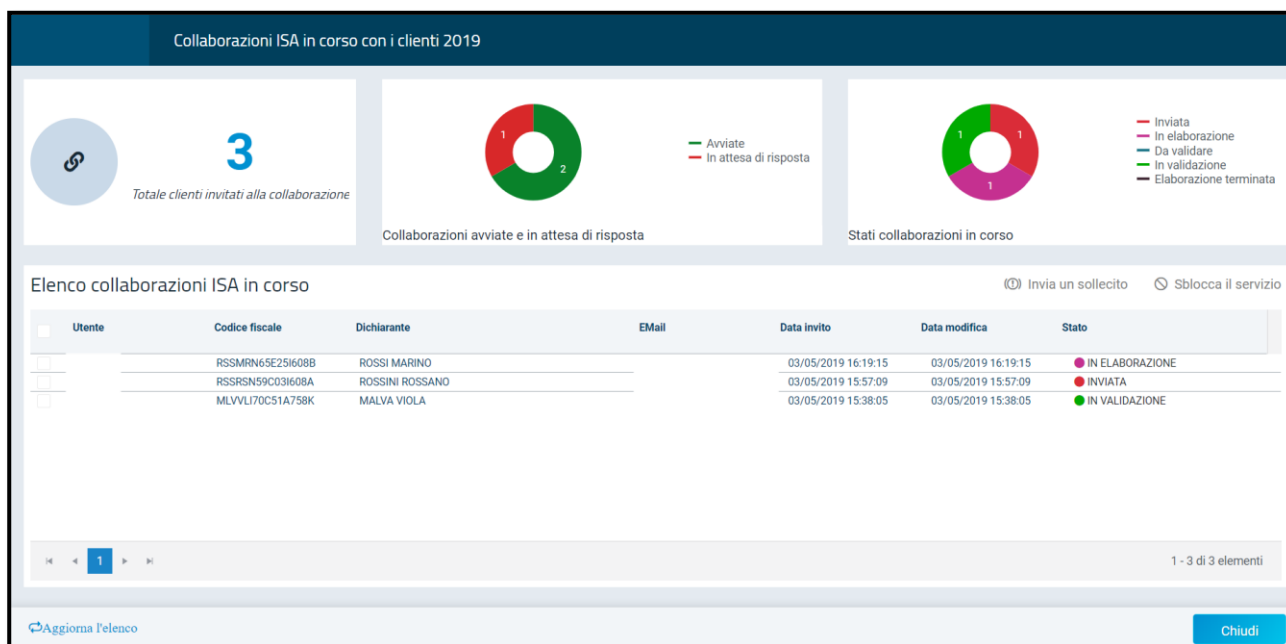 Collaborazioni ISA in corso con i clienti 2019
3
Totale clienti invitati alla collaborazione
1
2
Avviate
In attesa di risposta
Collaborazioni avviate e in attesa di risposta
1
1
1
Inviata
In elaborazione
Da validare
In validazione
Elaborazione terminata
Stati collaborazioni in corso
Elenco collaborazioni ISA in corso
Invia un sollecito
Sblocca il servizio
Utente Codice fiscale Dichiarante EMail Data invito Data modifica Stato
RSSMRN65E25I608B ROSSI MARINO 03/05/2019 16:19:15 03/05/2019 16:19:15 IN ELABORAZIONE
RSSRSN59C03I608A ROSSINI ROSSANO 03/05/2019 15:57:09 03/05/2019 15:57:09 INVIATA
MLVVLI70C51A758K MALVA VIOLA 03/05/2019 15:38:05 03/05/2019 15:38:05 IN VALIDAZIONE
1
1 - 3 di 3 elementi
Aggiorna l'elenco
Chiudi